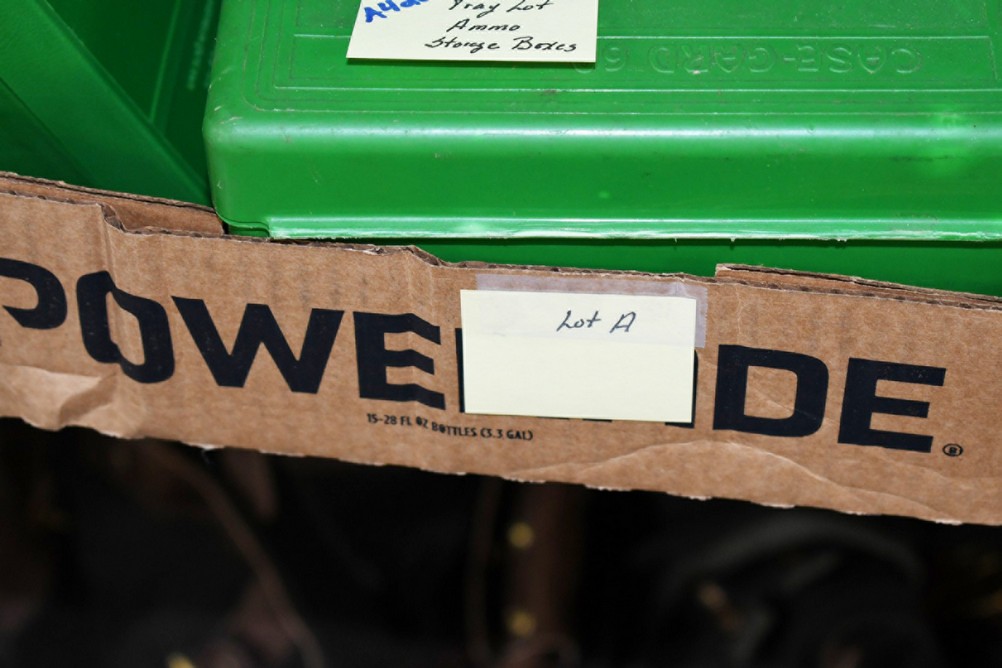 Tray Lot
Ammo
Storage Boxes
CASE-GARD 60
Lot A
POWE DE®
15-28 FL OZ BOTTLES (3.3 GAL)